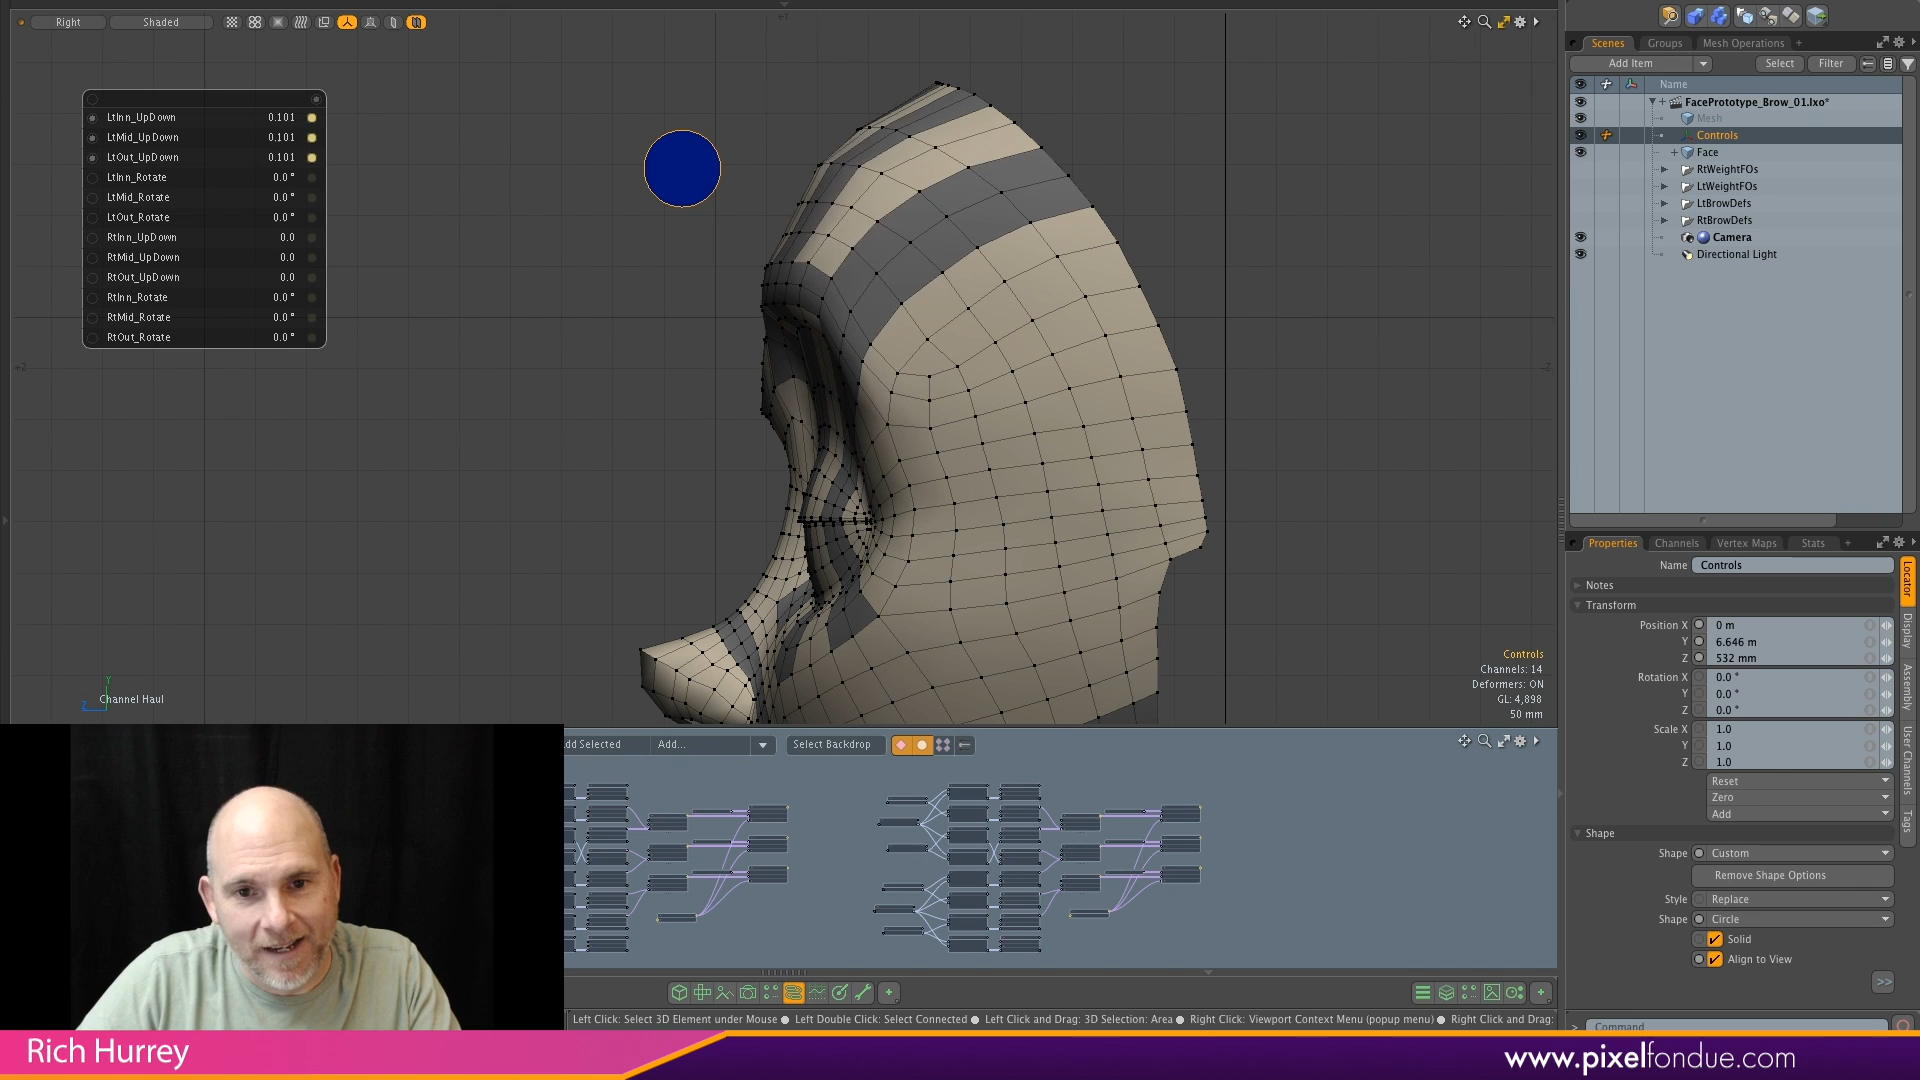 Right Shaded
LtInn_UpDown 0.101
LtMid_UpDown 0.101
LtOut_UpDown 0.101
LtInn_Rotate 0.0 °
LtMid_Rotate 0.0 °
LtOut_Rotate 0.0 °
RtInn_UpDown 0.0
RtMid_UpDown 0.0
RtOut_UpDown 0.0
RtInn_Rotate 0.0 °
RtMid_Rotate 0.0 °
RtOut_Rotate 0.0 °
Y
Z
Channel Haul
Controls
Channels: 14
Deformers: ON
GL: 4,898
50 mm
dd Selected Add... Select Backdrop
Left Click: Select 3D Element under Mouse ● Left Double Click: Select Connected ● Left Click and Drag: 3D Selection: Area ● Right Click: Viewport Context Menu (popup menu) ● Right Click and Drag:
Scenes Groups Mesh Operations +
Add Item Select Filter
Name
FacePrototype_Brow_01.lxo*
Mesh
Controls
Face
RtWeightFOs
LtWeightFOs
LtBrowDefs
RtBrowDefs
Camera
Directional Light
Properties Channels Vertex Maps Stats +
Name Controls
Notes
Transform
Position X 0 m
Y 6.646 m
Z 532 mm
Rotation X 0.0 °
Y 0.0 °
Z 0.0 °
Scale X 1.0
Y 1.0
Z 1.0
Reset
Zero
Add
Shape
Shape Custom
Remove Shape Options
Style Replace
Shape Circle
Solid
Align to View
>>
Locator
Display
Assembly
User Channels
Tags
> Command
Rich Hurrey
www.pixelfondue.com